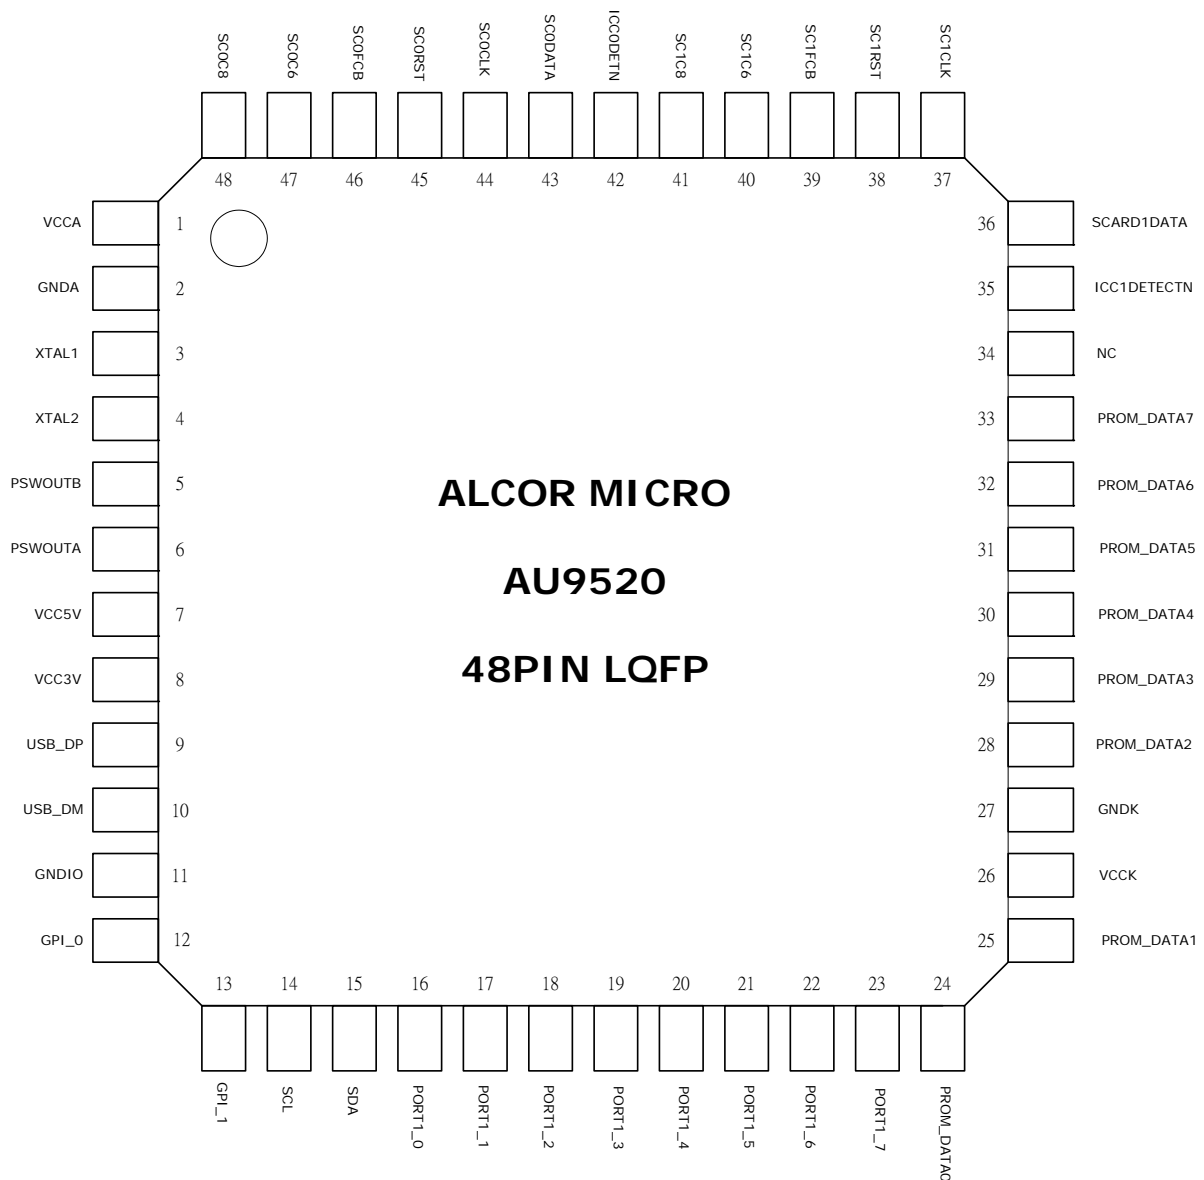 SC0C8
SC0C6
SC0FCB
SC0RST
SC0CLK
SC0DATA
ICC0DETN
SC1C8
SC1C6
SC1FCB
SC1RST
SC1CLK
48 47 46 45 44 43 42 41 40 39 38 37
VCCA 1 36 SCARD1DATA
GNDA 2 35 ICC1DETECTN
XTAL1 3 34 NC
XTAL2 4 33 PROM_DATA7
PSWOUTB 5 32 PROM_DATA6
ALCOR MICRO
PSWOUTA 6 31 PROM_DATA5
AU9520
VCC5V 7 30 PROM_DATA4
48PIN LQFP
VCC3V 8 29 PROM_DATA3
USB_DP 9 28 PROM_DATA2
USB_DM 10 27 GNDK
GNDIO 11 26 VCCK
GPI_0 12 25 PROM_DATA1
13 14 15 16 17 18 19 20 21 22 23 24
GPI_1
SCL
SDA
PORT1_0
PORT1_1
PORT1_2
PORT1_3
PORT1_4
PORT1_5
PORT1_6
PORT1_7
PROM_DATA0